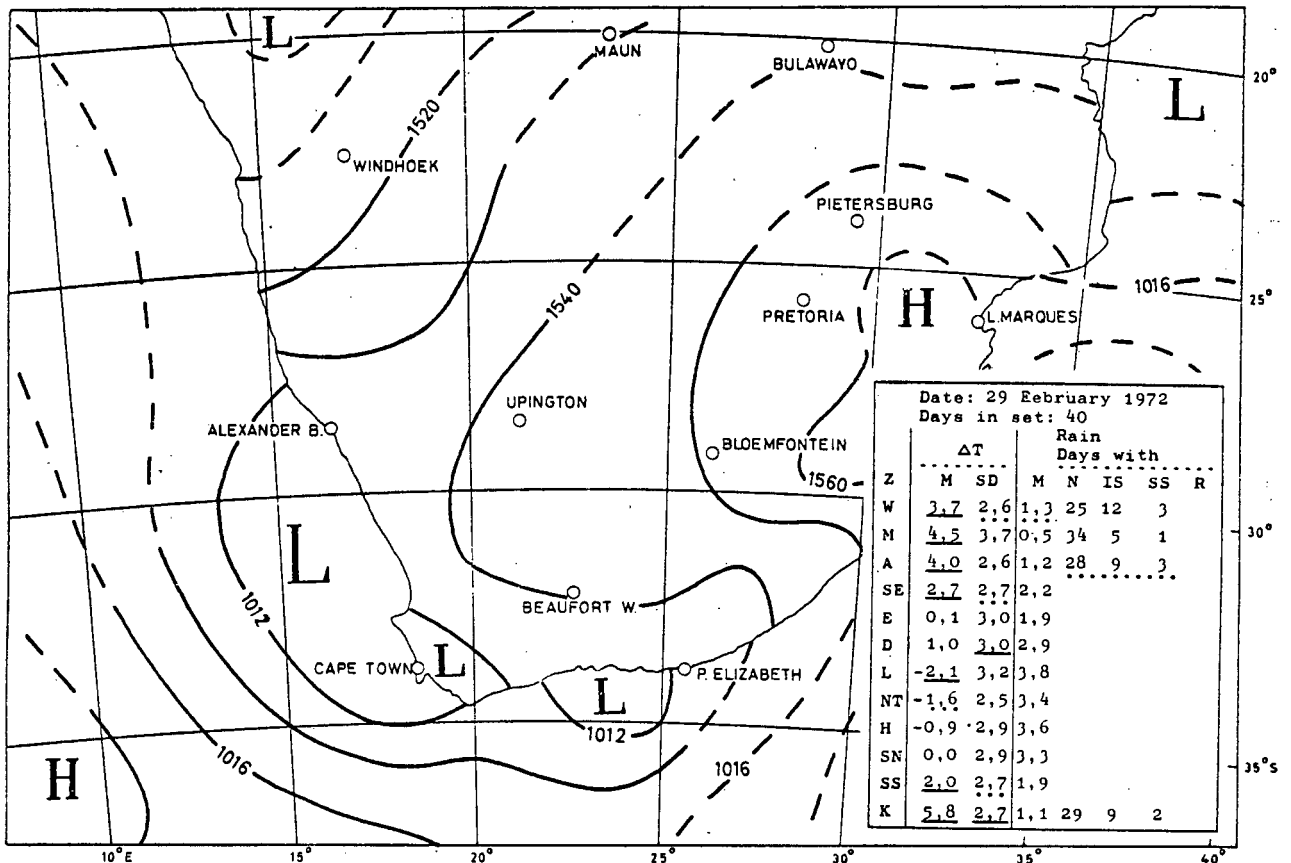 L
MAUN
BULAWAYO
20°
1520
L
WINDHOEK
PIETERSBURG
1540
1016
25°
H
PRETORIA
L.MARQUES
UPINGTON
ALEXANDER B.
BLOEMFONTEIN
1560
Date: 29 Eebruary 1972
Days in set: 40
ΔT Rain
Days with
Z M SD M N IS SS R
W 3,7 2,6 1,3 25 12 3
M 4,5 3,7 0,5 34 5 1
A 4,0 2,6 1,2 28 9 3
SE 2,7 2,7 2,2
E 0,1 3,0 1,9
D 1,0 3,0 2,9
L -2,1 3,2 3,8
NT -1,6 2,5 3,4
H -0,9 2,9 3,6
SN 0,0 2,9 3,3
SS 2,0 2,7 1,9
K 5,8 2,7 1,1 29 9 2
30°
L
1012
BEAUFORT W.
CAPE TOWN
L
P. ELIZABETH
L
1012
1016
1016
H
35°S
10°E
15°
20°
25°
30°
35°
40°